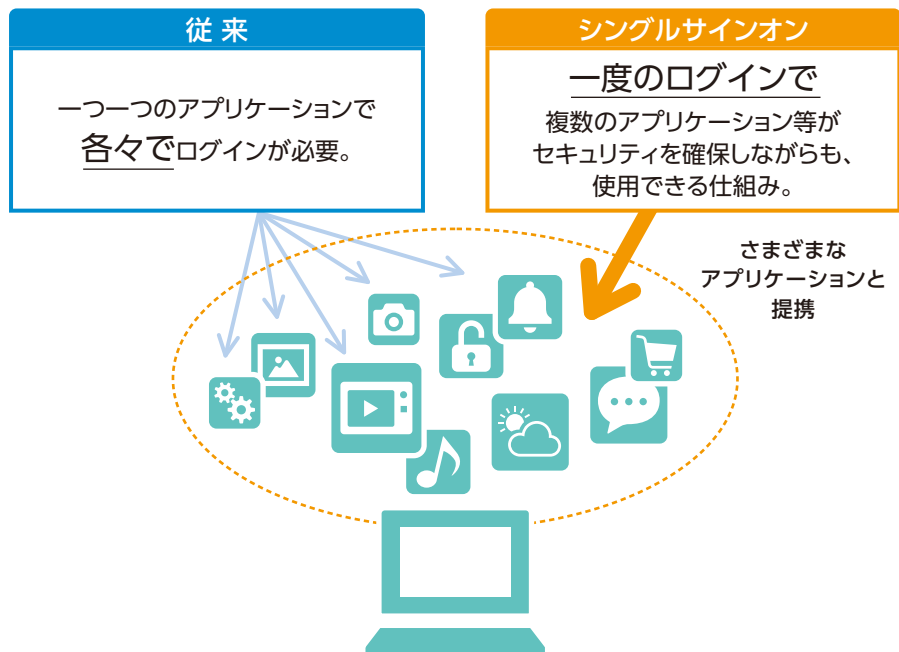 従来
一つ一つのアプリケーションで
各々でログインが必要。
シングルサインオン
一度のログインで
複数のアプリケーション等が
セキュリティを確保しながらも、
使用できる仕組み。
さまざまな
アプリケーションと
提携